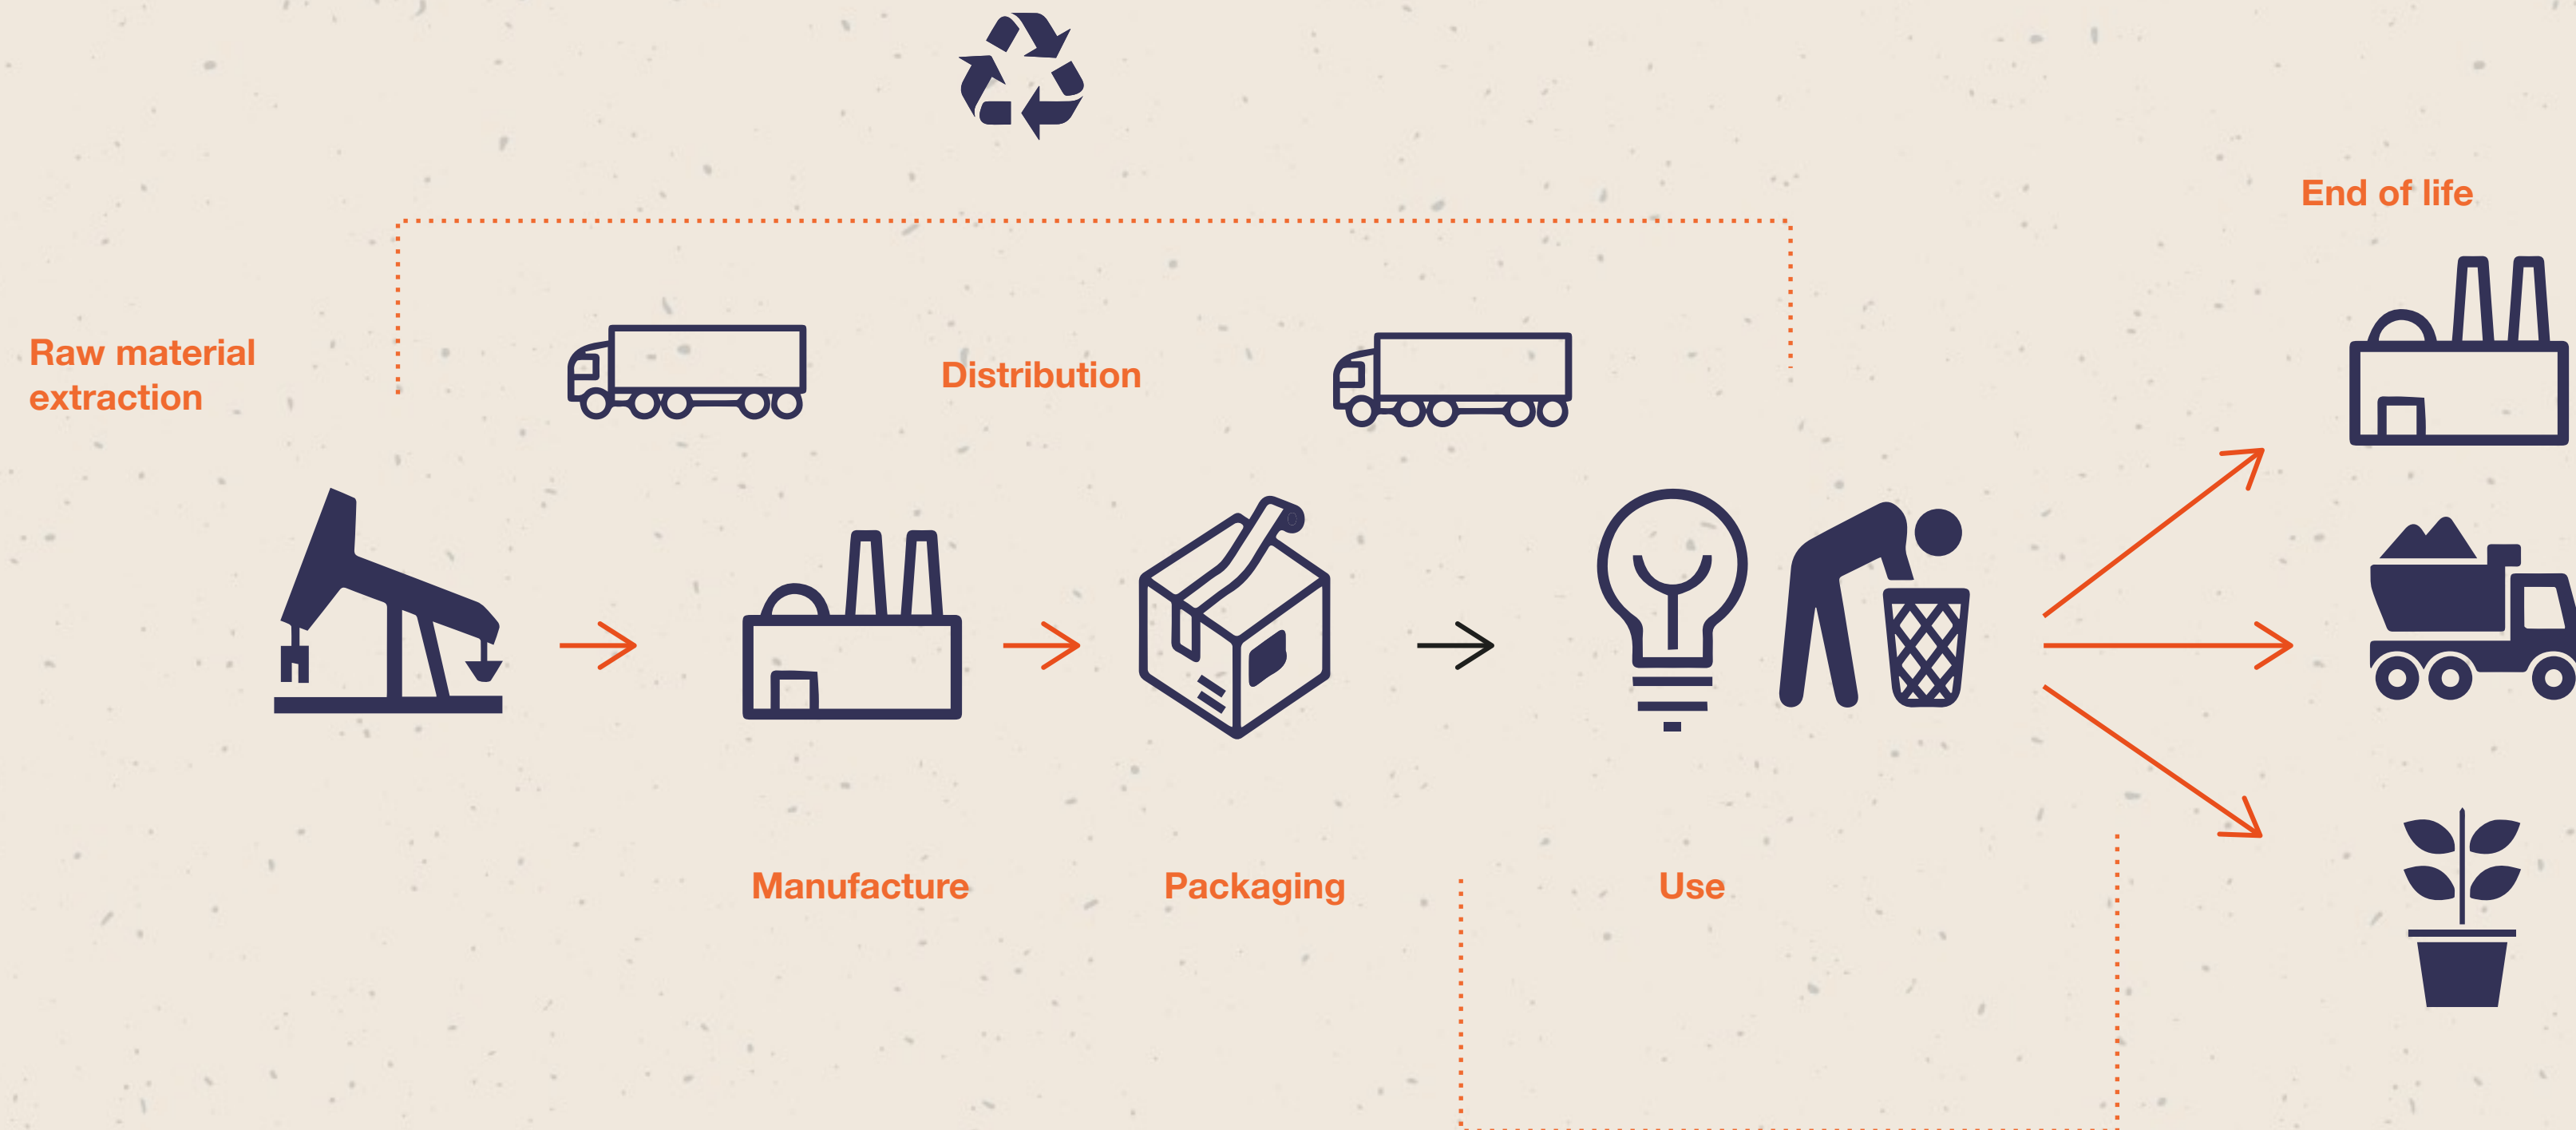 End of life
Raw material
extraction
Distribution
Manufacture
Packaging
Use